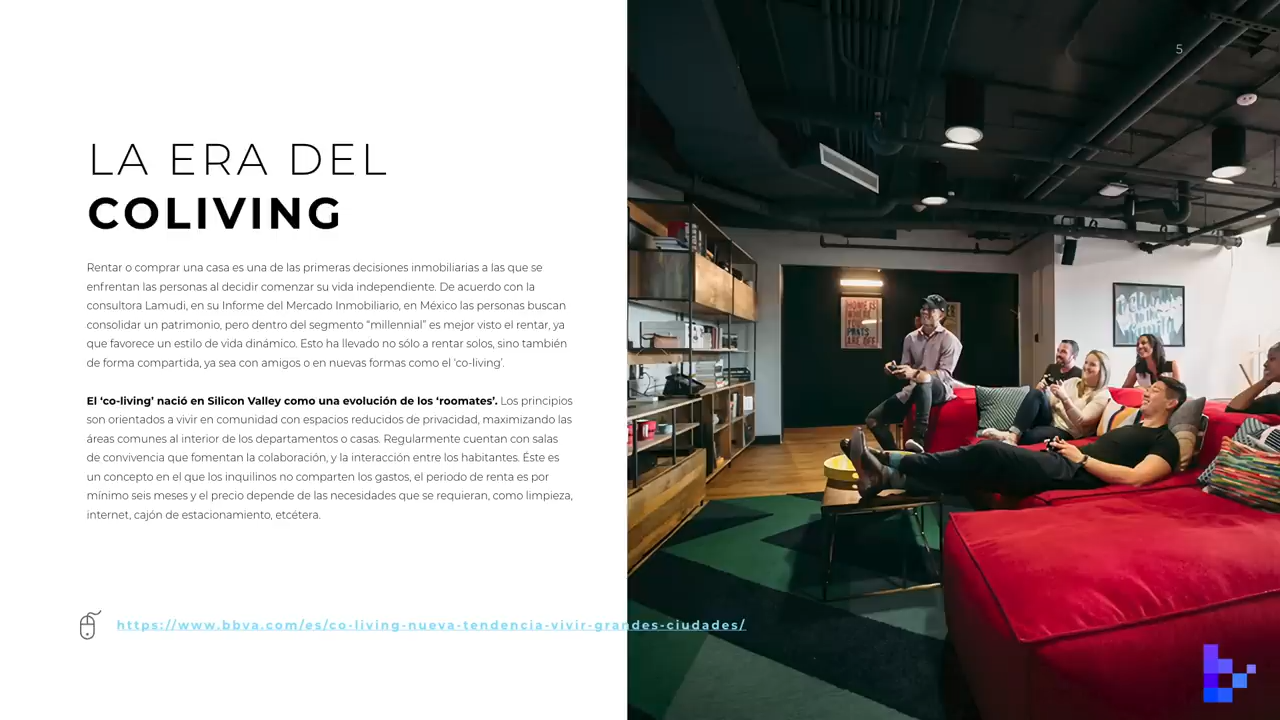 5
LA ERA DEL
COLIVING
Rentar o comprar una casa es una de las primeras decisiones inmobiliarias a las que se
enfrentan las personas al decidir comenzar su vida independiente. De acuerdo con la
consultora Lamudi, en su Informe del Mercado Inmobiliario, en México las personas buscan
consolidar un patrimonio, pero dentro del segmento “millennial” es mejor visto el rentar, ya
que favorece un estilo de vida dinámico. Esto ha llevado no sólo a rentar solos, sino también
de forma compartida, ya sea con amigos o en nuevas formas como el ‘co-living’.
El ‘co-living’ nació en Silicon Valley como una evolución de los ‘roomates’. Los principios
son orientados a vivir en comunidad con espacios reducidos de privacidad, maximizando las
áreas comunes al interior de los departamentos o casas. Regularmente cuentan con salas
de convivencia que fomentan la colaboración, y la interacción entre los habitantes. Éste es
un concepto en el que los inquilinos no comparten los gastos, el periodo de renta es por
mínimo seis meses y el precio depende de las necesidades que se requieran, como limpieza,
internet, cajón de estacionamiento, etcétera.
https://www.bbva.com/es/co-living-nueva-tendencia-vivir-grandes-ciudades/
PANTS
ARE OFF